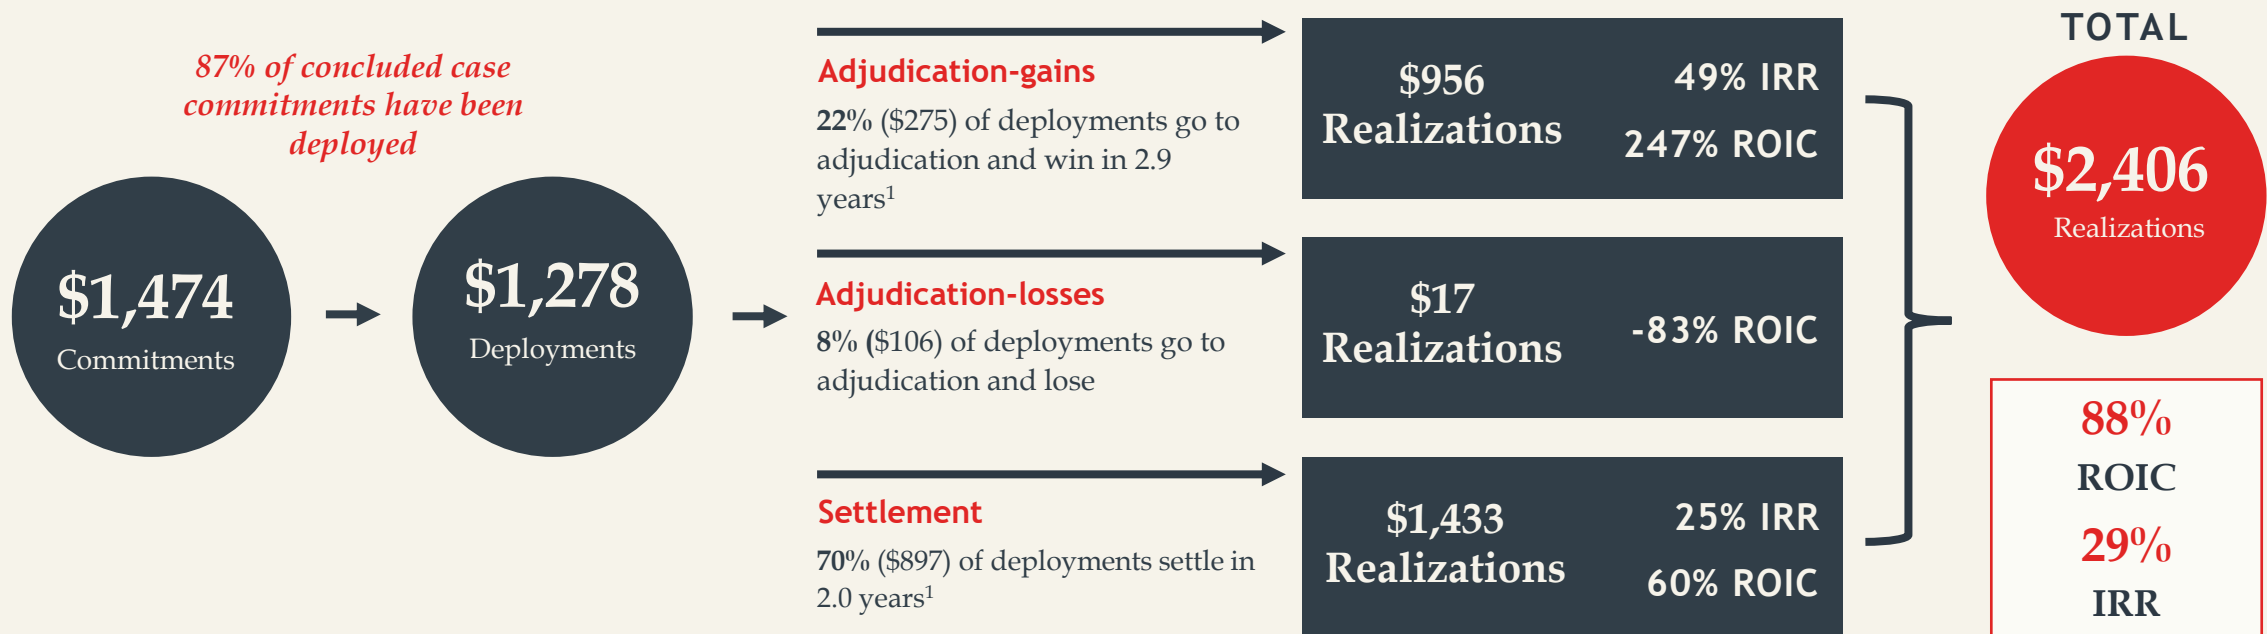 87% of concluded case
commitments have been
deployed
$1,474
Commitments
$1,278
Deployments
Adjudication-gains
22% ($275) of deployments go to
adjudication and win in 2.9
years¹
$956
Realizations
49% IRR
247% ROIC
Adjudication-losses
8% ($106) of deployments go to
adjudication and lose
$17
Realizations
-83% ROIC
Settlement
70% ($897) of deployments settle in
2.0 years¹
$1,433
Realizations
25% IRR
60% ROIC
TOTAL
$2,406
Realizations
88%
ROIC
29%
IRR